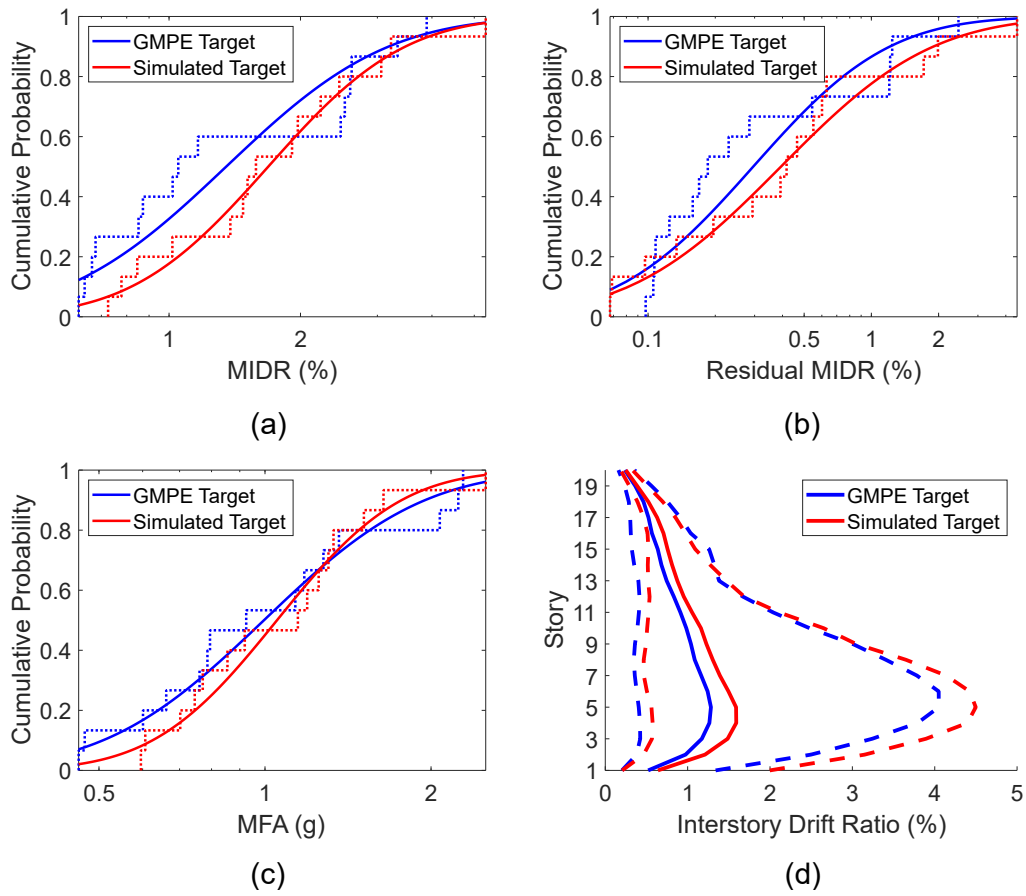 1
0.8
0.6
0.4
0.2
0
Cumulative Probability
GMPE Target
Simulated Target
1 2
MIDR (%)
(a)
1
0.8
0.6
0.4
0.2
0
Cumulative Probability
GMPE Target
Simulated Target
0.1 0.5 1 2
Residual MIDR (%)
(b)
1
0.8
0.6
0.4
0.2
0
Cumulative Probability
GMPE Target
Simulated Target
0.5 1 2
MFA (g)
(c)
19
17
15
13
11
9
7
5
3
1
Story
GMPE Target
Simulated Target
0 1 2 3 4 5
Interstory Drift Ratio (%)
(d)